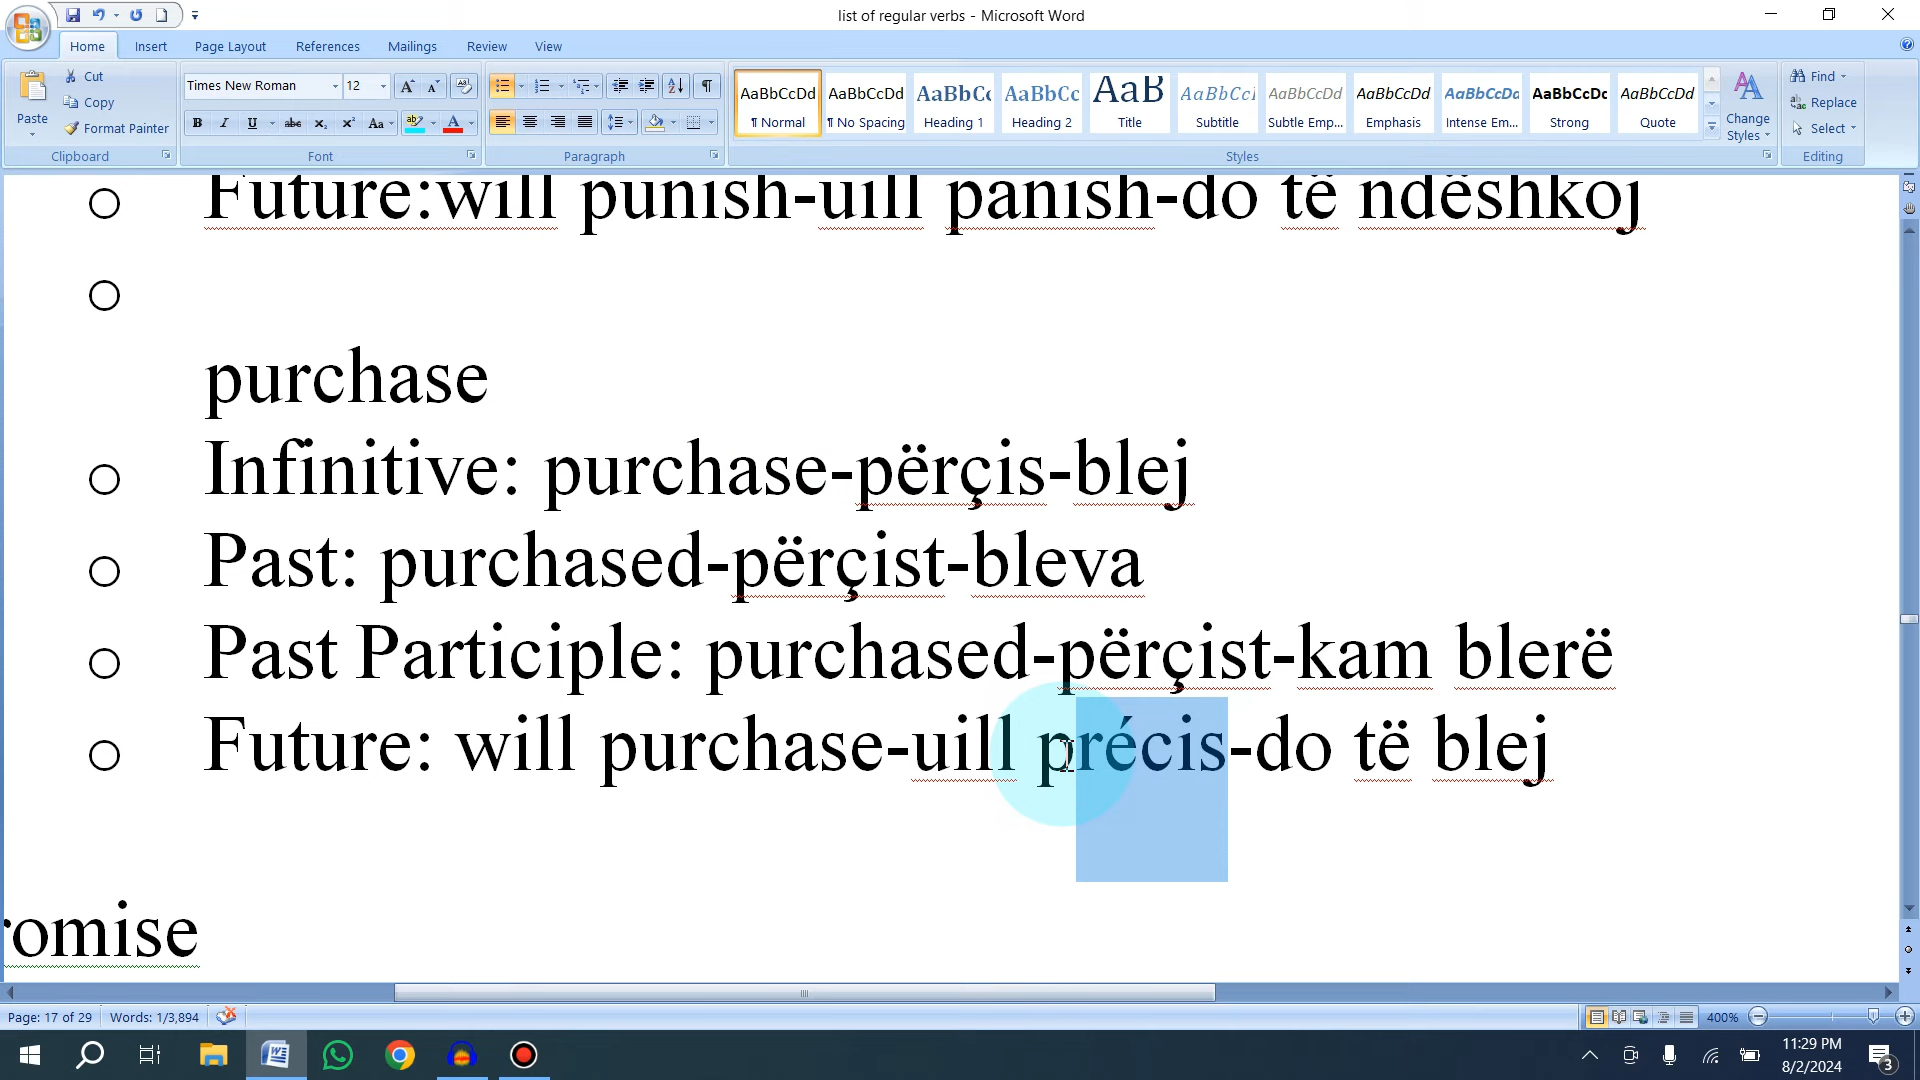 list of regular verbs - Microsoft Word
Home Insert Page Layout References Mailings Review View
Paste
Cut
Copy
Format Painter
Clipboard
Times New Roman 12
Font
Paragraph
AaBbCcDd AaBbCcDd AaBbCc AaBbCc AaB AaBbCcI AaBbCcDd AaBbCcDd AaBbCcDd AaBbCcDc AaBbCcDd
¶ Normal ¶ No Spacing Heading 1 Heading 2 Title Subtitle Subtle Emp... Emphasis Intense Em... Strong Quote
Change Styles
Styles
Find
Replace
Select
Editing
Future:will punish-uill panish-do të ndëshkoj
purchase
Infinitive: purchase-përçis-blej
Past: purchased-përçist-bleva
Past Participle: purchased-përçist-kam blerë
Future: will purchase-uill précis-do të blej
romise
Page: 17 of 29 Words: 1/3,894 400%
11:29 PM
8/2/2024
3